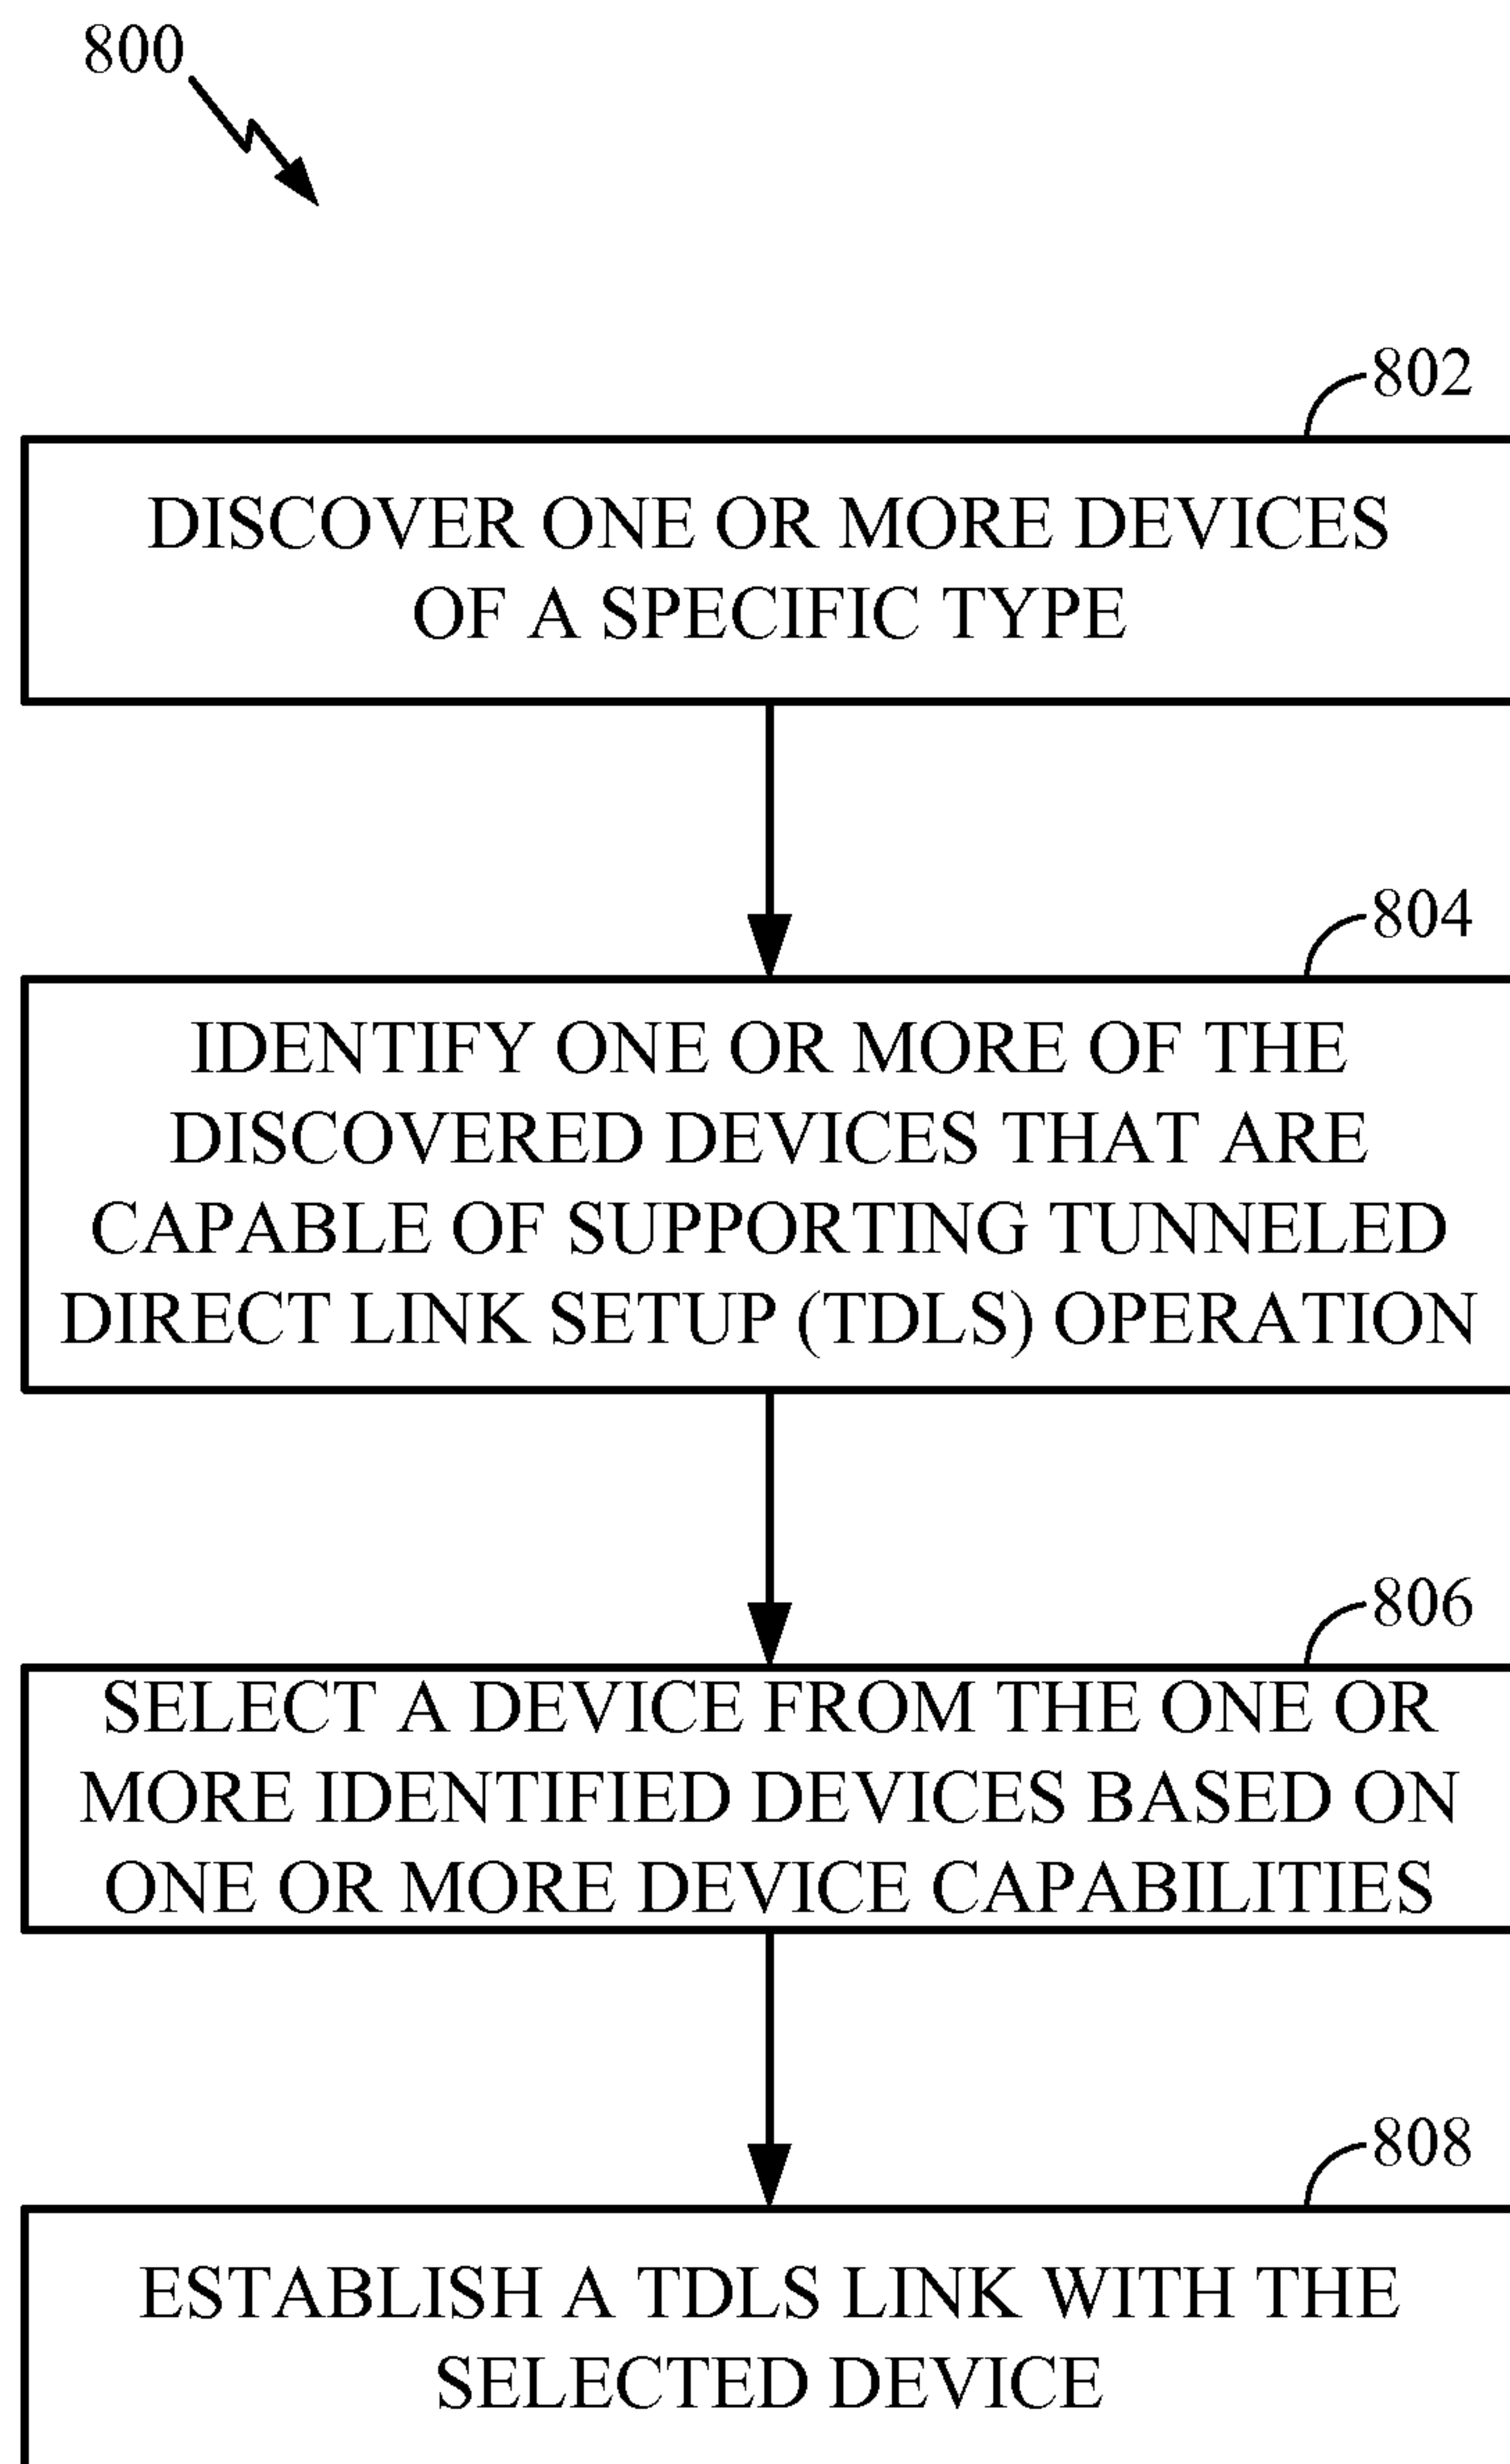 800
802
DISCOVER ONE OR MORE DEVICES
OF A SPECIFIC TYPE
804
IDENTIFY ONE OR MORE OF THE
DISCOVERED DEVICES THAT ARE
CAPABLE OF SUPPORTING TUNNELED
DIRECT LINK SETUP (TDLS) OPERATION
806
SELECT A DEVICE FROM THE ONE OR
MORE IDENTIFIED DEVICES BASED ON
ONE OR MORE DEVICE CAPABILITIES
808
ESTABLISH A TDLS LINK WITH THE
SELECTED DEVICE